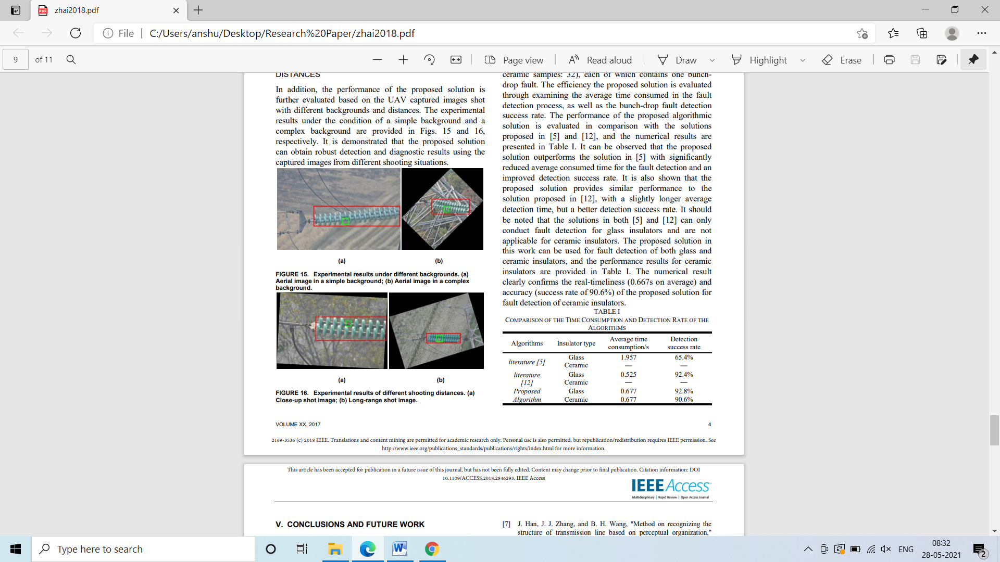 zhai2018.pdf
File
C:/Users/anshu/Desktop/Research%20Paper/zhai2018.pdf
9 of 11
Page view
Read aloud
Draw
Highlight
Erase
DISTANCES
In addition, the performance of the proposed solution is
further evaluated based on the UAV captured images shot
with different backgrounds and distances. The experimental
results under the condition of a simple background and a
complex background are provided in Figs. 15 and 16,
respectively. It is demonstrated that the proposed solution
can obtain robust detection and diagnostic results using the
captured images from different shooting situations.
(a) (b)
FIGURE 15. Experimental results under different backgrounds. (a)
Aerial image in a simple background; (b) Aerial image in a complex
background.
(a) (b)
FIGURE 16. Experimental results of different shooting distances. (a)
Close-up shot image; (b) Long-range shot image.
ceramic samples: 32), each of which contains one bunch-
drop fault. The efficiency the proposed solution is evaluated
through examining the average time consumed in the fault
detection process, as well as the bunch-drop fault detection
success rate. The performance of the proposed algorithmic
solution is evaluated in comparison with the solutions
proposed in [5] and [12], and the numerical results are
presented in Table I. It can be observed that the proposed
solution outperforms the solution in [5] with significantly
reduced average consumed time for the fault detection and an
improved detection success rate. It is also shown that the
proposed solution provides similar performance to the
solution proposed in [12], with a slightly longer average
detection time, but a better detection success rate. It should
be noted that the solutions in both [5] and [12] can only
conduct fault detection for glass insulators and are not
applicable for ceramic insulators. The proposed solution in
this work can be used for fault detection of both glass and
ceramic insulators, and the performance results for ceramic
insulators are provided in Table I. The numerical result
clearly confirms the real-timeliness (0.667s on average) and
accuracy (success rate of 90.6%) of the proposed solution for
fault detection of ceramic insulators.
TABLE I
COMPARISON OF THE TIME CONSUMPTION AND DETECTION RATE OF THE
ALGORITHMS
Algorithms Insulator type Average time consumption/s Detection success rate
literature [5] Glass 1.957 65.4%
Ceramic — —
literature Glass 0.525 92.4%
[12] Ceramic — —
Proposed Glass 0.677 92.8%
Algorithm Ceramic 0.677 90.6%
VOLUME XX, 2017 4
2169-3536 (c) 2018 IEEE. Translations and content mining are permitted for academic research only. Personal use is also permitted, but republication/redistribution requires IEEE permission. See
http://www.ieee.org/publications_standards/publications/rights/index.html for more information.
This article has been accepted for publication in a future issue of this journal, but has not been fully edited. Content may change prior to final publication. Citation information: DOI
10.1109/ACCESS.2018.2846293, IEEE Access
IEEE Access
Multidisciplinary | Rapid Review | Open Access Journal
V. CONCLUSIONS AND FUTURE WORK
[7] J. Han, J. J. Zhang, and B. H. Wang, "Method on recognizing the
structure of transmission line based on perceptual organization,"
Type here to search
ENG
08:32
28-05-2021
2